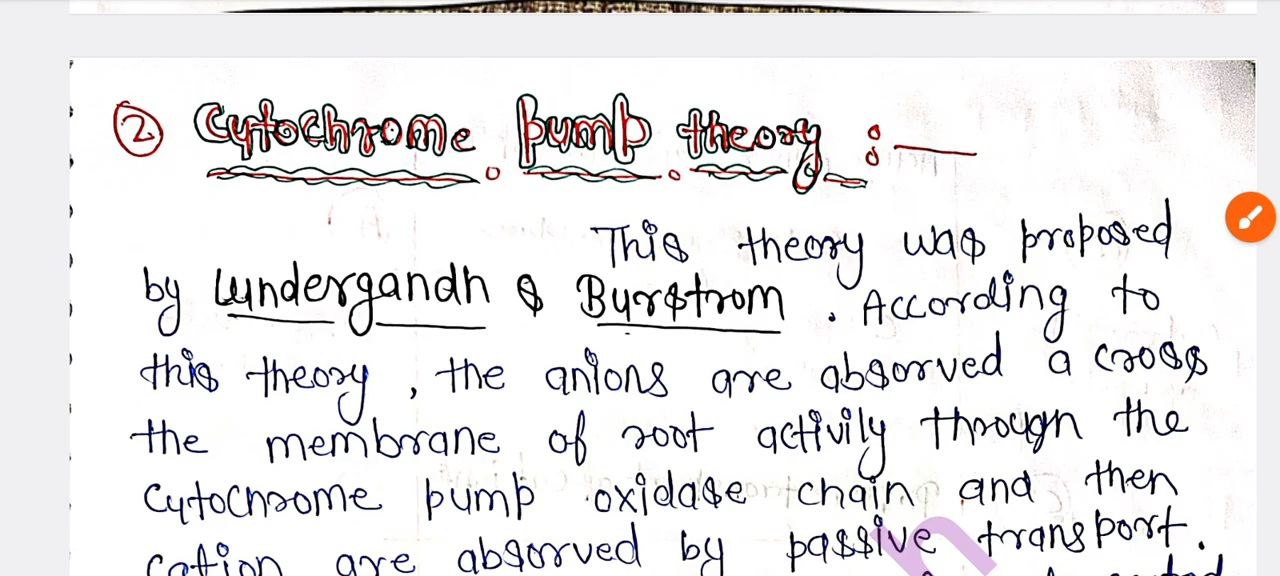 ② Cytochrome pump theory :—
This theory was proposed
by Lundergandh & Burstrom. According to
this theory, the anions are absorved a cross
the membrane of root activily through the
cytochrome pump oxidase chain and then
cation are absorved by passive transport.